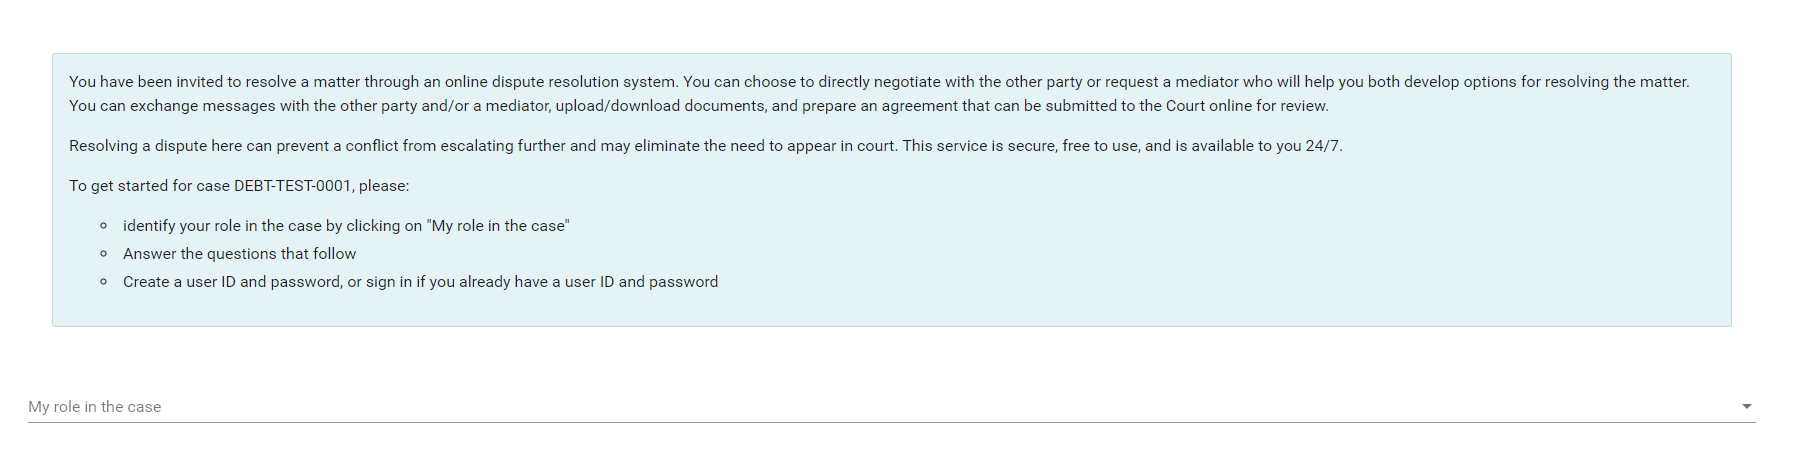 You have been invited to resolve a matter through an online dispute resolution system. You can choose to directly negotiate with the other party or request a mediator who will help you both develop options for resolving the matter.
You can exchange messages with the other party and/or a mediator, upload/download documents, and prepare an agreement that can be submitted to the Court online for review.
Resolving a dispute here can prevent a conflict from escalating further and may eliminate the need to appear in court. This service is secure, free to use, and is available to you 24/7.
To get started for case DEBT-TEST-0001, please:
identify your role in the case by clicking on "My role in the case"
Answer the questions that follow
Create a user ID and password, or sign in if you already have a user ID and password
My role in the case